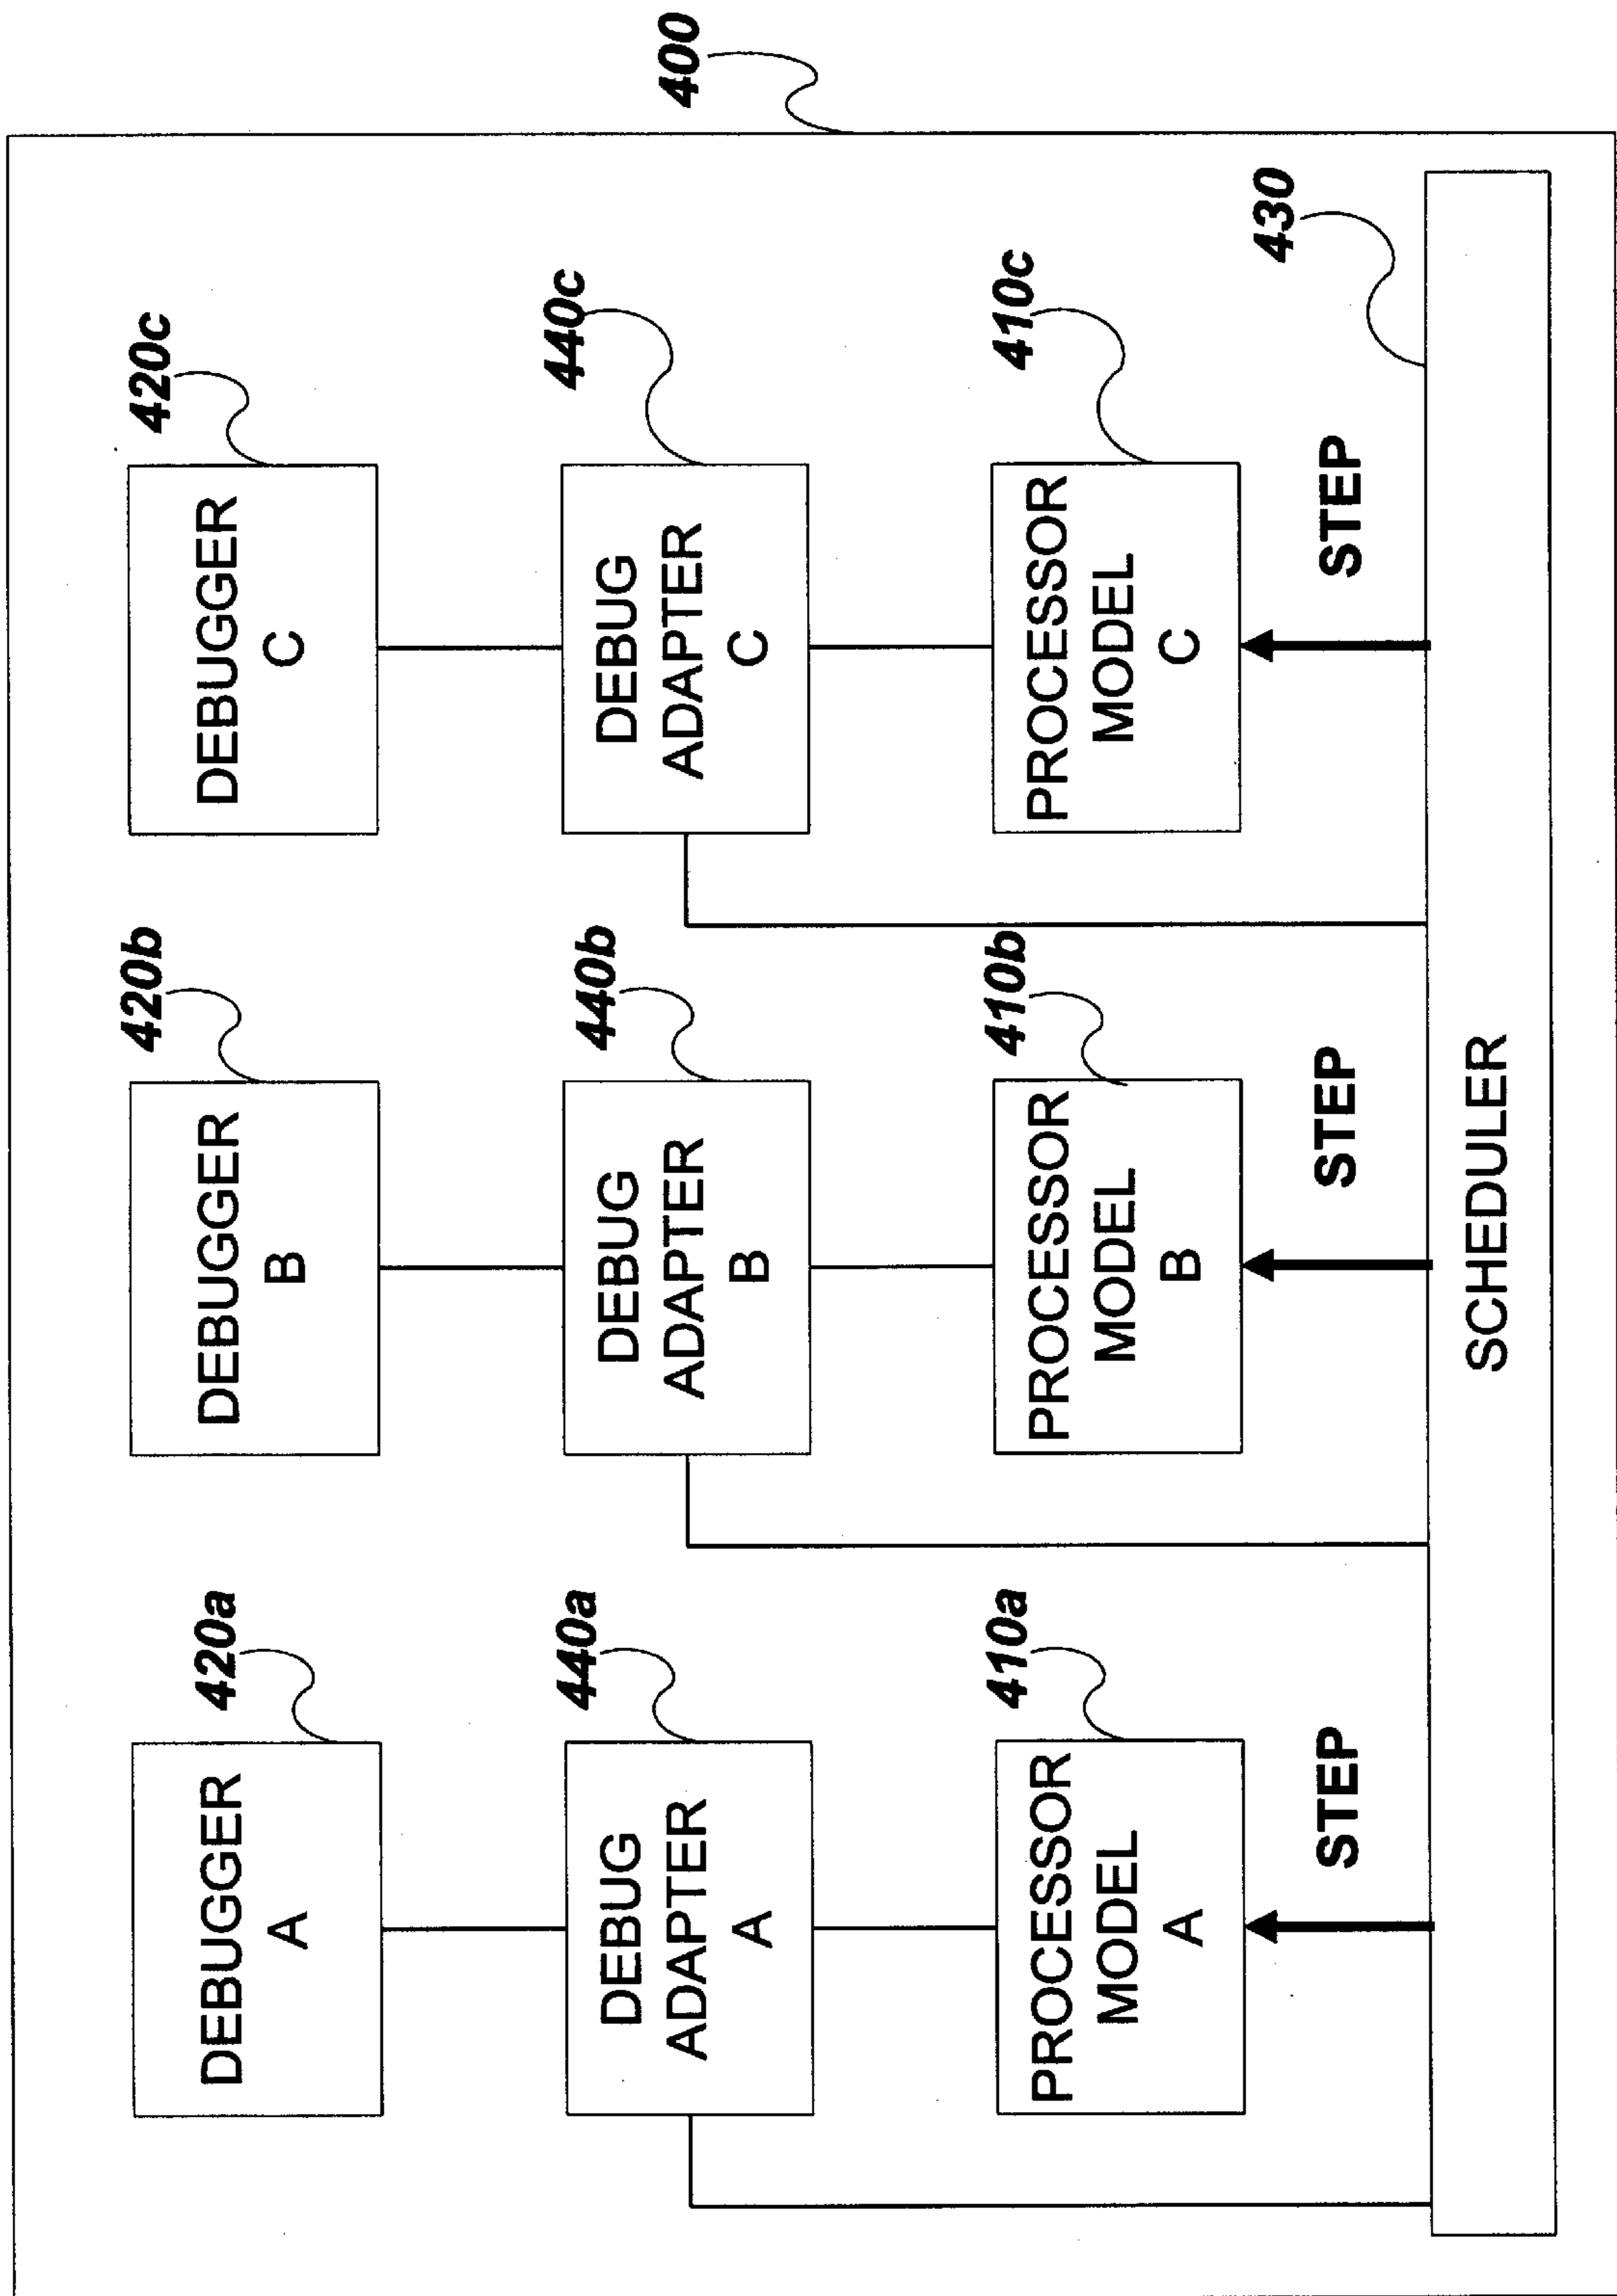 400
420a
420b
420c
DEBUGGER
A
DEBUGGER
B
DEBUGGER
C
440a
440b
440c
DEBUG
ADAPTER
A
DEBUG
ADAPTER
B
DEBUG
ADAPTER
C
410a
410b
410c
PROCESSOR
MODEL
A
PROCESSOR
MODEL
B
PROCESSOR
MODEL
C
STEP
STEP
STEP
430
SCHEDULER